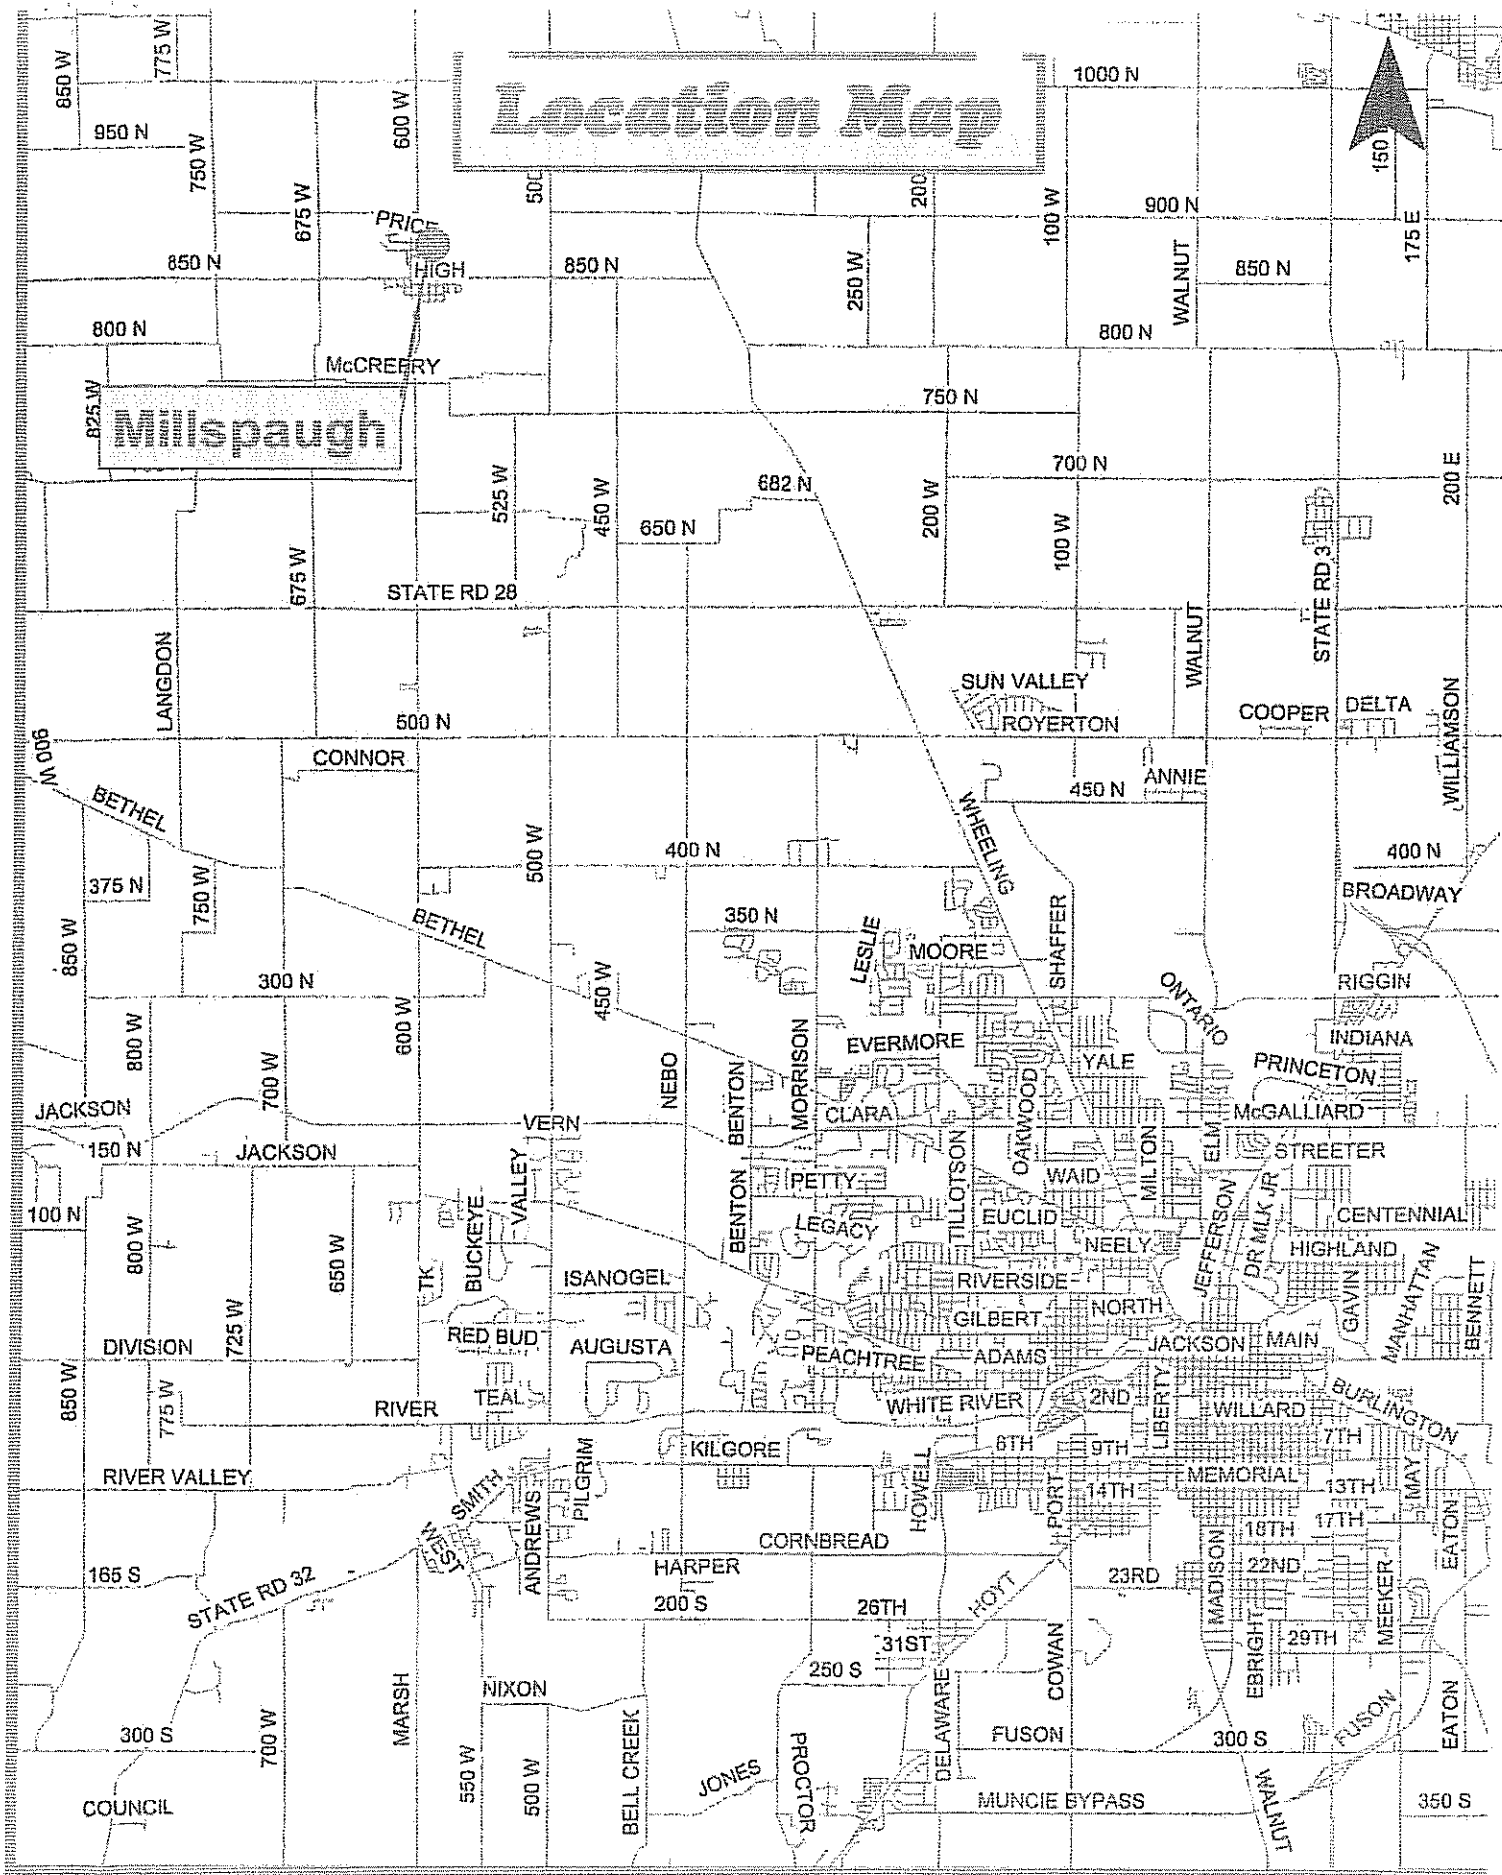 850 W
775 W
600 W
Location Map
1000 N
950 N
750 W
150
675 W
500
200
100 W
900 N
175 E
PRICE
WALNUT
850 N
HIGH
850 N
250 W
850 N
800 N
800 N
McCREERY
825 W
Millspaugh
750 N
700 N
200 E
525 W
450 W
682 N
200 W
650 N
100 W
675 W
STATE RD 28
STATE RD 3
LANGDON
WALNUT
SUN VALLEY
500 N
ROYERTON
COOPER
DELTA
WILLIAMSON
900 W
CONNOR
450 N
ANNIE
BETHEL
WHEELING
500 W
400 N
400 N
375 N
750 W
BROADWAY
BETHEL
350 N
850 W
LESLIE
MOORE
SHAFFER
300 N
450 W
ONTARIO
RIGGIN
800 W
600 W
EVERMORE
INDIANA
700 W
NEBO
MORRISON
YALE
PRINCETON
JACKSON
BENTON
CLARA
OAKWOOD
McGALLIARD
VERN
150 N
JACKSON
VALLEY
TILLOTSON
MILTON
ELM
STREETER
PETTY
WAID
100 N
800 W
BUCKEYE
BENTON
LEGACY
EUCLID
JEFFERSON
DR MLK JR
CENTENNIAL
NEELY
HIGHLAND
650 W
TK
ISANOGEL
RIVERSIDE
GAVIN
MANHATTAN
BENNETT
725 W
RED BUD
GILBERT
NORTH
DIVISION
AUGUSTA
PEACHTREE
ADAMS
JACKSON
MAIN
850 W
775 W
TEAL
RIVER
WHITE RIVER
2ND
LIBERTY
WILLARD
BURLINGTON
KILGORE
6TH
9TH
7TH
RIVER VALLEY
PILGRIM
HOWELL
MEMORIAL
MAY
SMITH
ANDREWS
PORT
14TH
13TH
WEST
CORNBREAD
18TH
17TH
EATON
165 S
HARPER
23RD
MADISON
22ND
MEEKER
STATE RD 32
200 S
26TH
HOYT
31ST
EBRIGHT
29TH
250 S
COWAN
MARSH
NIXON
DELAWARE
300 S
700 W
BELL CREEK
PROCTOR
FUSON
300 S
FUSON
EATON
550 W
500 W
JONES
COUNCIL
MUNCIE BYPASS
WALNUT
350 S